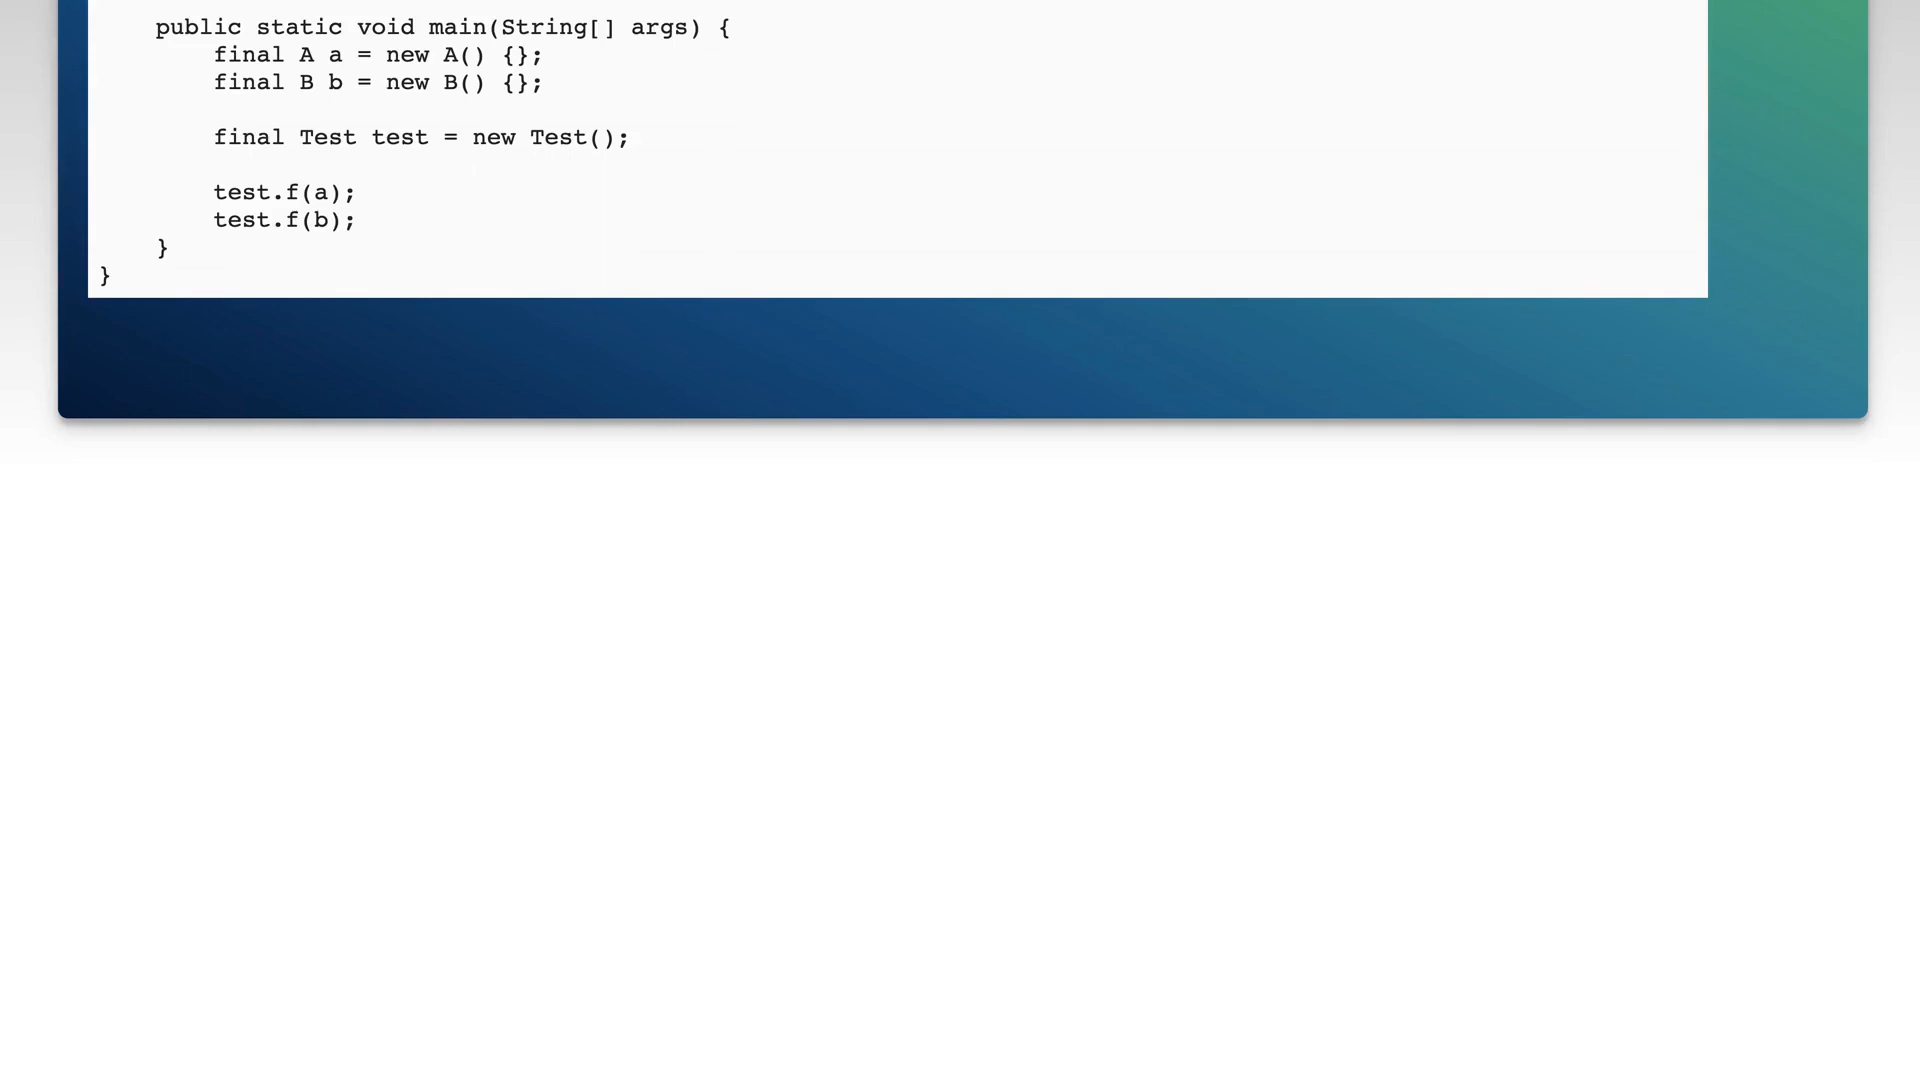 public static void main(String[] args) {
final A a = new A() {};
final B b = new B() {};
final Test test = new Test();
test.f(a);
test.f(b);
}
}